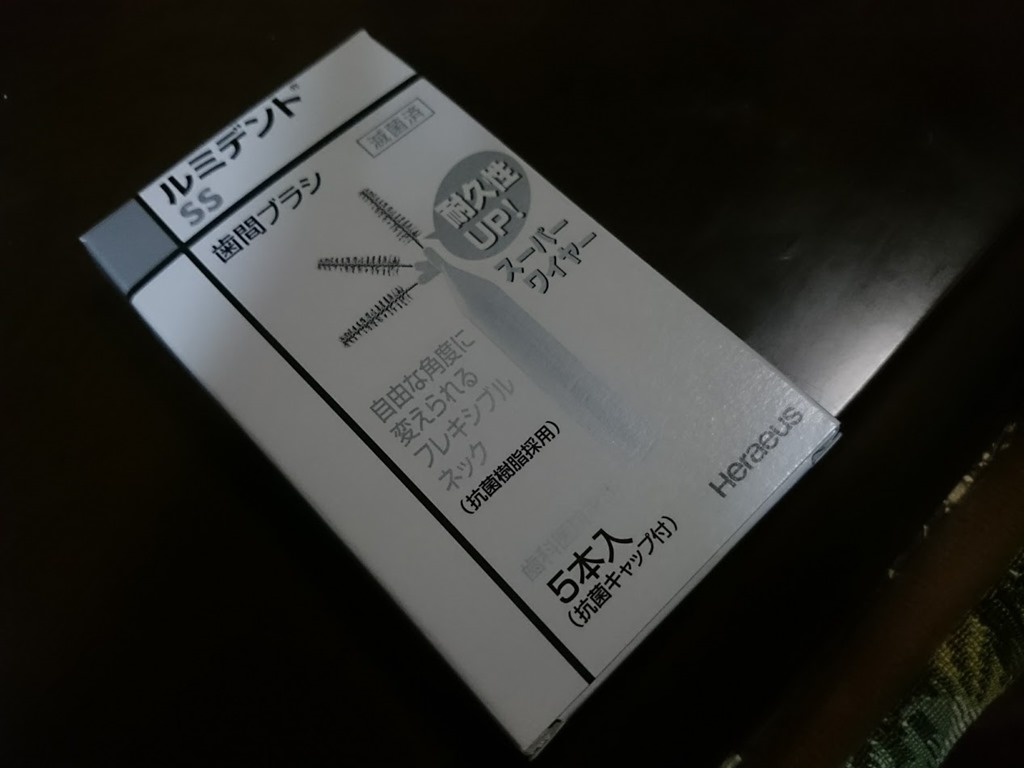 ルミデント®
SS
滅菌済
歯間ブラシ
耐久性
UP!
スーパー
ワイヤー
自由な角度に
変えられる
フレキシブル
ネック
(抗菌樹脂採用)
5本入
(抗菌キャップ付)
Heraeus